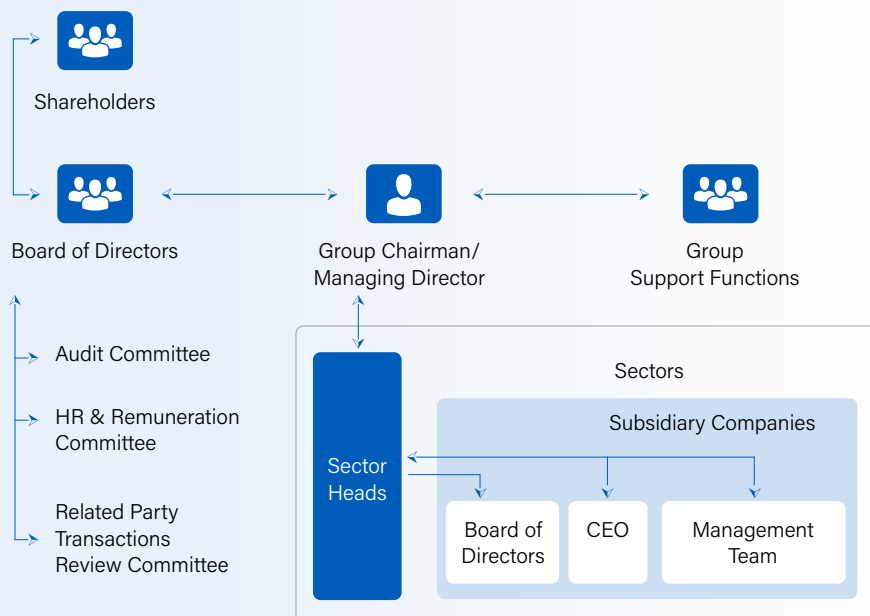 Shareholders
Board of Directors
Group Chairman/
Managing Director
Group
Support Functions
Audit Committee
HR & Remuneration
Committee
Related Party
Transactions
Review Committee
Sector
Heads
Sectors
Subsidiary Companies
Board of
Directors
CEO
Management
Team